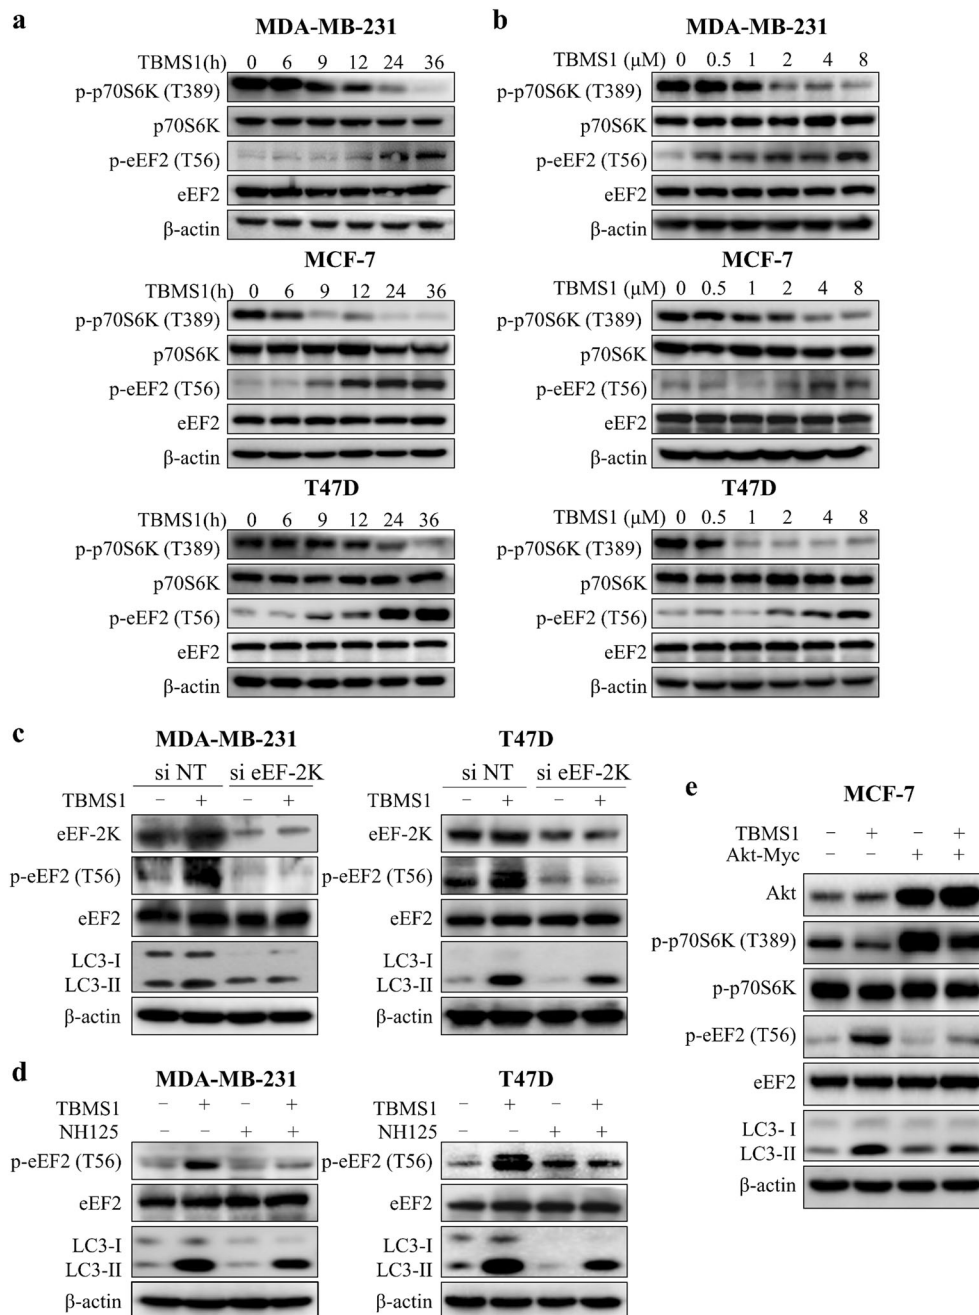 a
MDA-MB-231
TBMS1(h) 0 6 9 12 24 36
p-p70S6K (T389)
p70S6K
p-eEF2 (T56)
eEF2
β-actin
MCF-7
TBMS1(h) 0 6 9 12 24 36
p-p70S6K (T389)
p70S6K
p-eEF2 (T56)
eEF2
β-actin
T47D
TBMS1(h) 0 6 9 12 24 36
p-p70S6K (T389)
p70S6K
p-eEF2 (T56)
eEF2
β-actin
b
MDA-MB-231
TBMS1 (μM) 0 0.5 1 2 4 8
p-p70S6K (T389)
p70S6K
p-eEF2 (T56)
eEF2
β-actin
MCF-7
TBMS1 (μM) 0 0.5 1 2 4 8
p-p70S6K (T389)
p70S6K
p-eEF2 (T56)
eEF2
β-actin
T47D
TBMS1 (μM) 0 0.5 1 2 4 8
p-p70S6K (T389)
p70S6K
p-eEF2 (T56)
eEF2
β-actin
c
MDA-MB-231
si NT si eEF-2K
TBMS1 – + – +
eEF-2K
p-eEF2 (T56)
eEF2
LC3-I
LC3-II
β-actin
T47D
si NT si eEF-2K
TBMS1 – + – +
eEF-2K
p-eEF2 (T56)
eEF2
LC3-I
LC3-II
β-actin
d
MDA-MB-231
TBMS1 – + – +
NH125 – – + +
p-eEF2 (T56)
eEF2
LC3-I
LC3-II
β-actin
T47D
TBMS1 – + – +
NH125 – – + +
p-eEF2 (T56)
eEF2
LC3-I
LC3-II
β-actin
e
MCF-7
TBMS1 – + – +
Akt-Myc – – + +
Akt
p-p70S6K (T389)
p-p70S6K
p-eEF2 (T56)
eEF2
LC3- I
LC3-II
β-actin